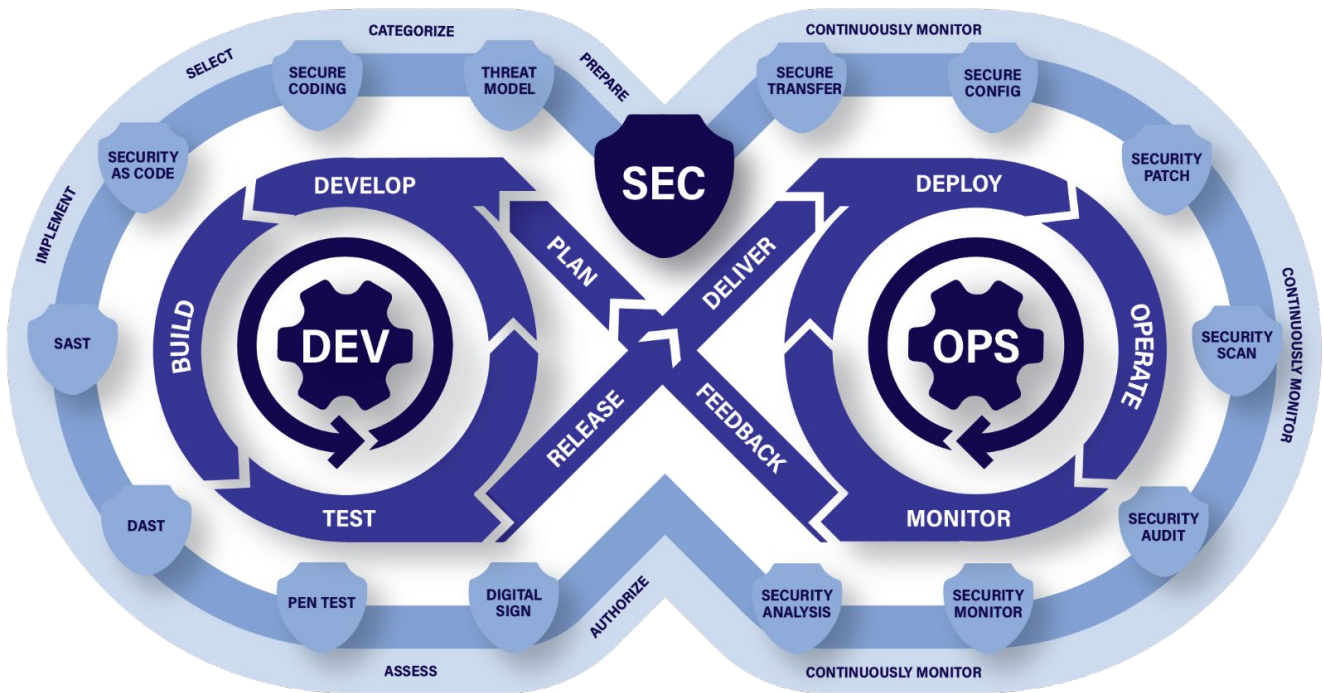 CATEGORIZE
CONTINUOUSLY MONITOR
SELECT
PREPARE
SECURE
CODING
THREAT
MODEL
SECURE
TRANSFER
SECURE
CONFIG
SECURITY
AS CODE
SECURITY
PATCH
SEC
DEVELOP
DEPLOY
IMPLEMENT
PLAN
DELIVER
BUILD
DEV
OPS
OPERATE
SAST
SECURITY
SCAN
CONTINUOUSLY MONITOR
RELEASE
FEEDBACK
TEST
MONITOR
DAST
SECURITY
AUDIT
PEN TEST
DIGITAL
SIGN
AUTHORIZE
SECURITY
ANALYSIS
SECURITY
MONITOR
ASSESS
CONTINUOUSLY MONITOR